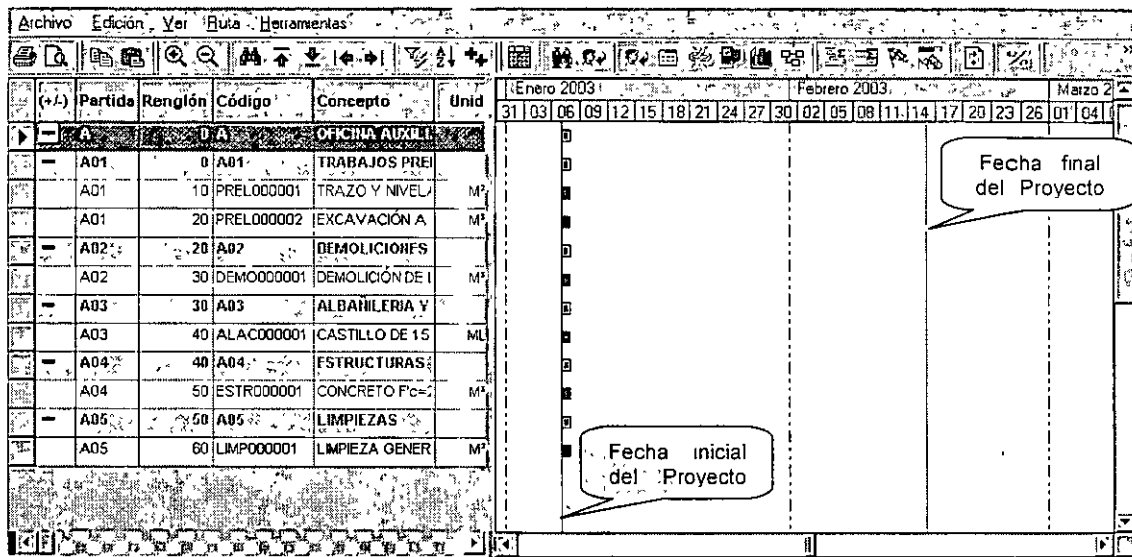 Archivo Edición Ver Ruta Herramientas
Enero 2003 Febrero 2003 Marzo 2
(+/-) Partida Renglón Código Concepto Unid
31 03 06 09 12 15 18 21 24 27 30 02 05 08 11 14 17 20 23 26 01 04
A 0 A OFICINA AUXILI
A01 0 A01 TRABAJOS PREI
A01 10 PREL000001 TRAZO Y NIVEL M²
A01 20 PREL000002 EXCAVACIÓN A M³
A02 20 A02 DEMOLICIONES
A02 30 DEMO000001 DEMOLICIÓN DE M³
A03 30 A03 ALBAÑILERIA Y
A03 40 ALAC000001 CASTILLO DE 15 ML
A04 40 A04 ESTRUCTURAS
A04 50 ESTR000001 CONCRETO F'c= M³
A05 50 A05 LIMPIEZAS
A05 60 LIMP000001 LIMPIEZA GENER M²
Fecha final
del Proyecto
Fecha inicial
del Proyecto